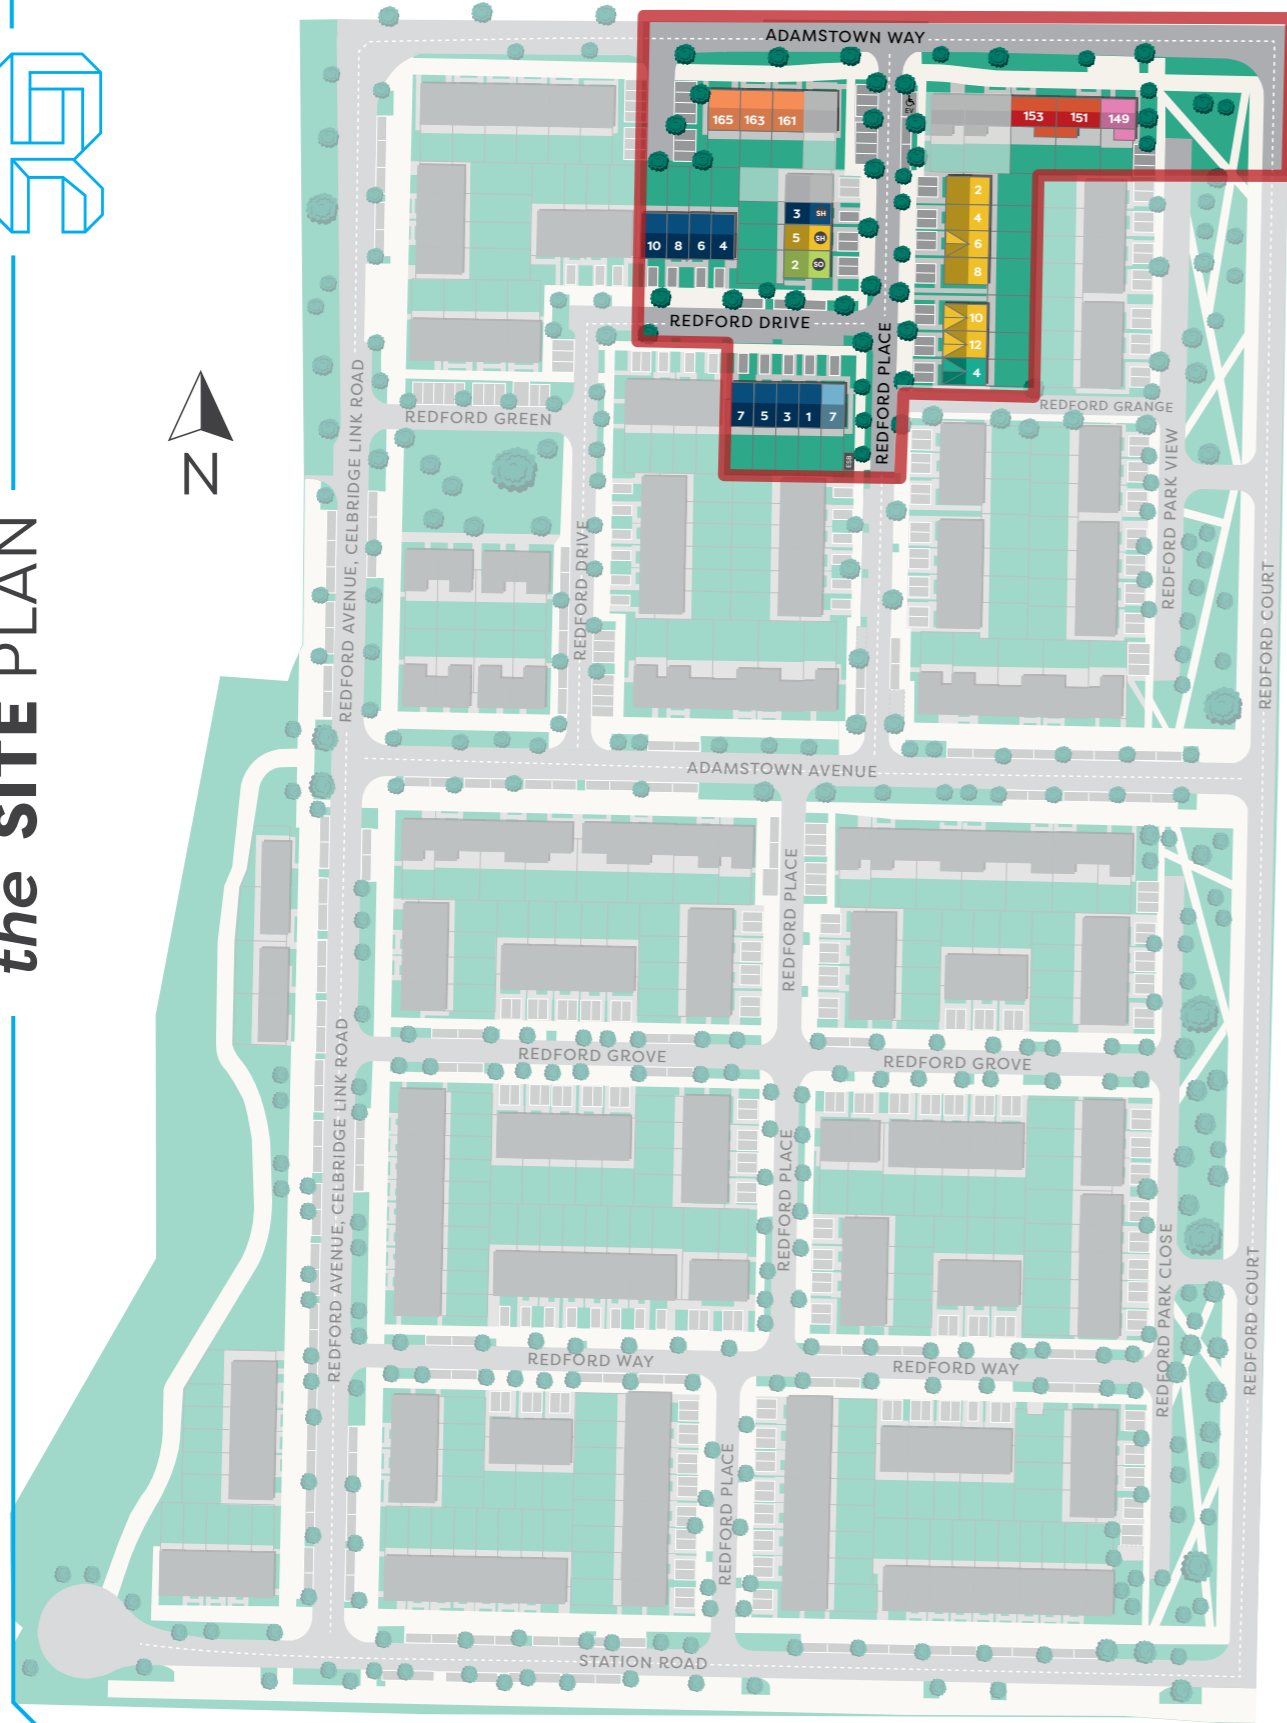 the SITE PLAN
N
ADAMSTOWN WAY
165 163 161
EV
153 151 149
3 SH
5 SH
2 SO
10 8 6 4
2
4
6
8
10
12
4
REDFORD DRIVE
REDFORD PLACE
7 5 3 1 7
ESB
REDFORD AVENUE, CELBRIDGE LINK ROAD
REDFORD GREEN
REDFORD GRANGE
REDFORD PARK VIEW
REDFORD DRIVE
REDFORD COURT
ADAMSTOWN AVENUE
REDFORD PLACE
REDFORD GROVE
REDFORD GROVE
REDFORD AVENUE, CELBRIDGE LINK ROAD
REDFORD PLACE
REDFORD PARK CLOSE
REDFORD COURT
REDFORD WAY
REDFORD WAY
REDFORD PLACE
STATION ROAD